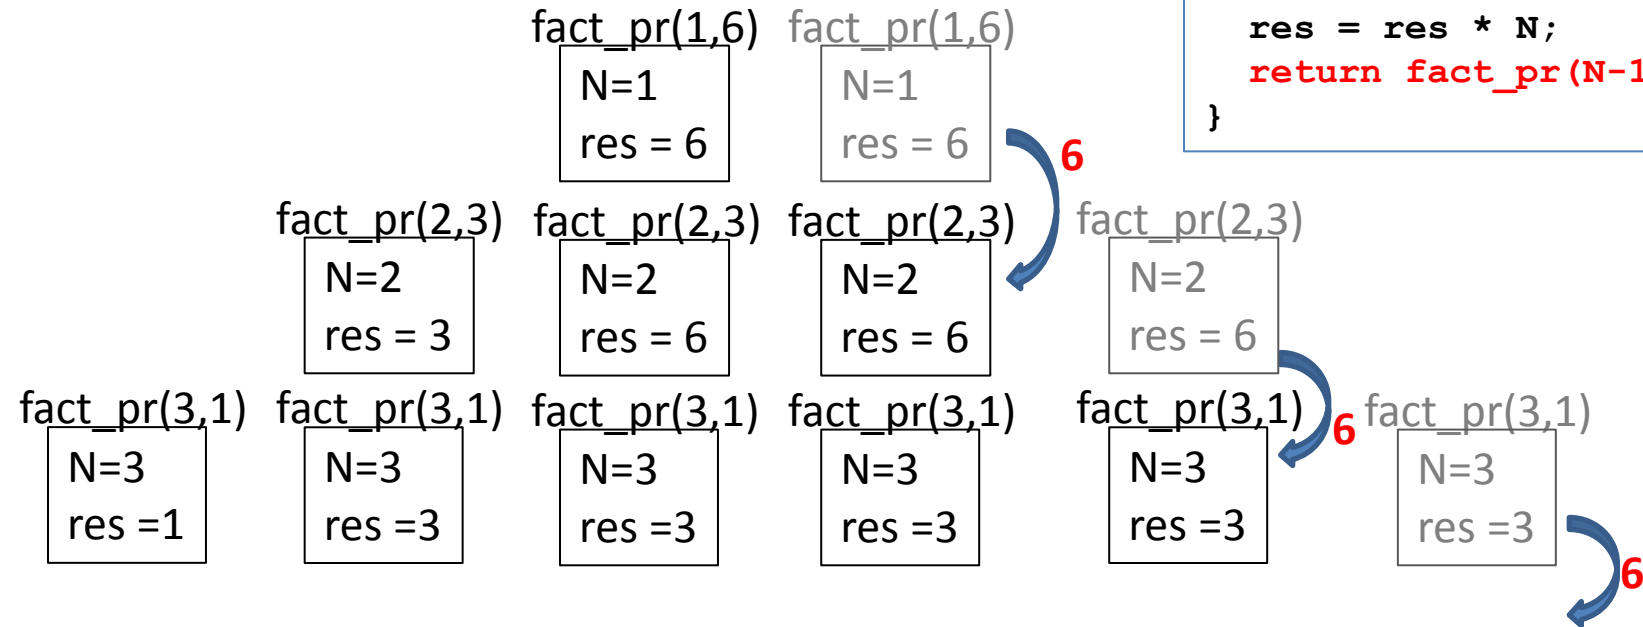 fact_pr(1,6) fact_pr(1,6)
N=1 N=1
res = 6 res = 6
res = res * N;
return fact_pr(N-1
}
6
fact_pr(2,3) fact_pr(2,3) fact_pr(2,3) fact_pr(2,3)
N=2 N=2 N=2 N=2
res = 3 res = 6 res = 6 res = 6
fact_pr(3,1) fact_pr(3,1) fact_pr(3,1) fact_pr(3,1) fact_pr(3,1) 6 fact_pr(3,1)
N=3 N=3 N=3 N=3 N=3 N=3
res =1 res =3 res =3 res =3 res =3 res =3
6